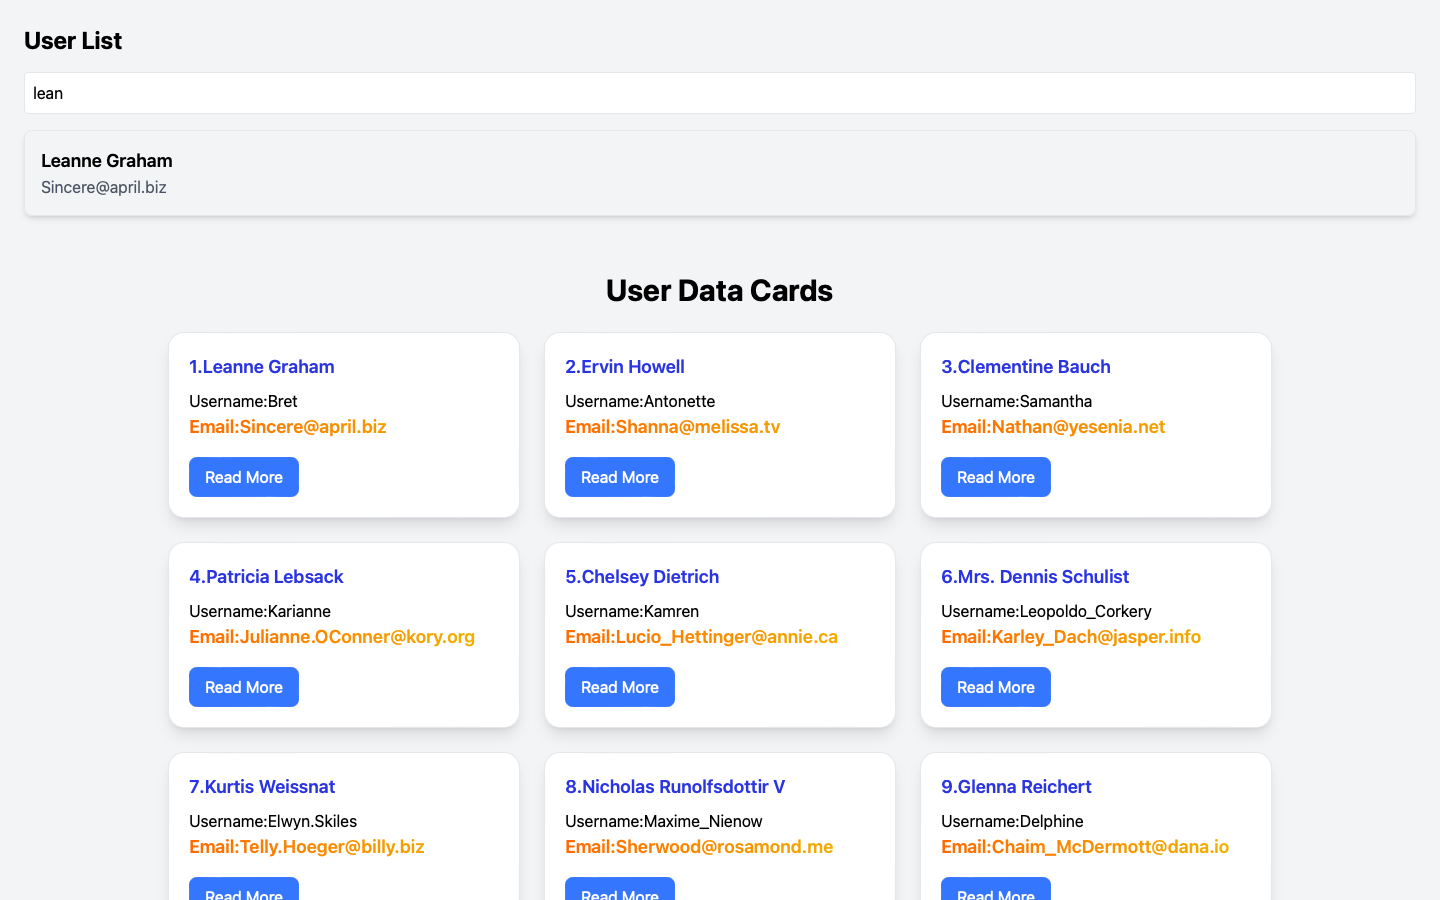 User List
lean
Leanne Graham
Sincere@april.biz
User Data Cards
1.Leanne Graham
Username:Bret
Email:Sincere@april.biz
Read More
2.Ervin Howell
Username:Antonette
Email:Shanna@melissa.tv
Read More
3.Clementine Bauch
Username:Samantha
Email:Nathan@yesenia.net
Read More
4.Patricia Lebsack
Username:Karianne
Email:Julianne.OConner@kory.org
Read More
5.Chelsey Dietrich
Username:Kamren
Email:Lucio_Hettinger@annie.ca
Read More
6.Mrs. Dennis Schulist
Username:Leopoldo_Corkery
Email:Karley_Dach@jasper.info
Read More
7.Kurtis Weissnat
Username:Elwyn.Skiles
Email:Telly.Hoeger@billy.biz
Read More
8.Nicholas Runolfsdottir V
Username:Maxime_Nienow
Email:Sherwood@rosamond.me
Read More
9.Glenna Reichert
Username:Delphine
Email:Chaim_McDermott@dana.io
Read More